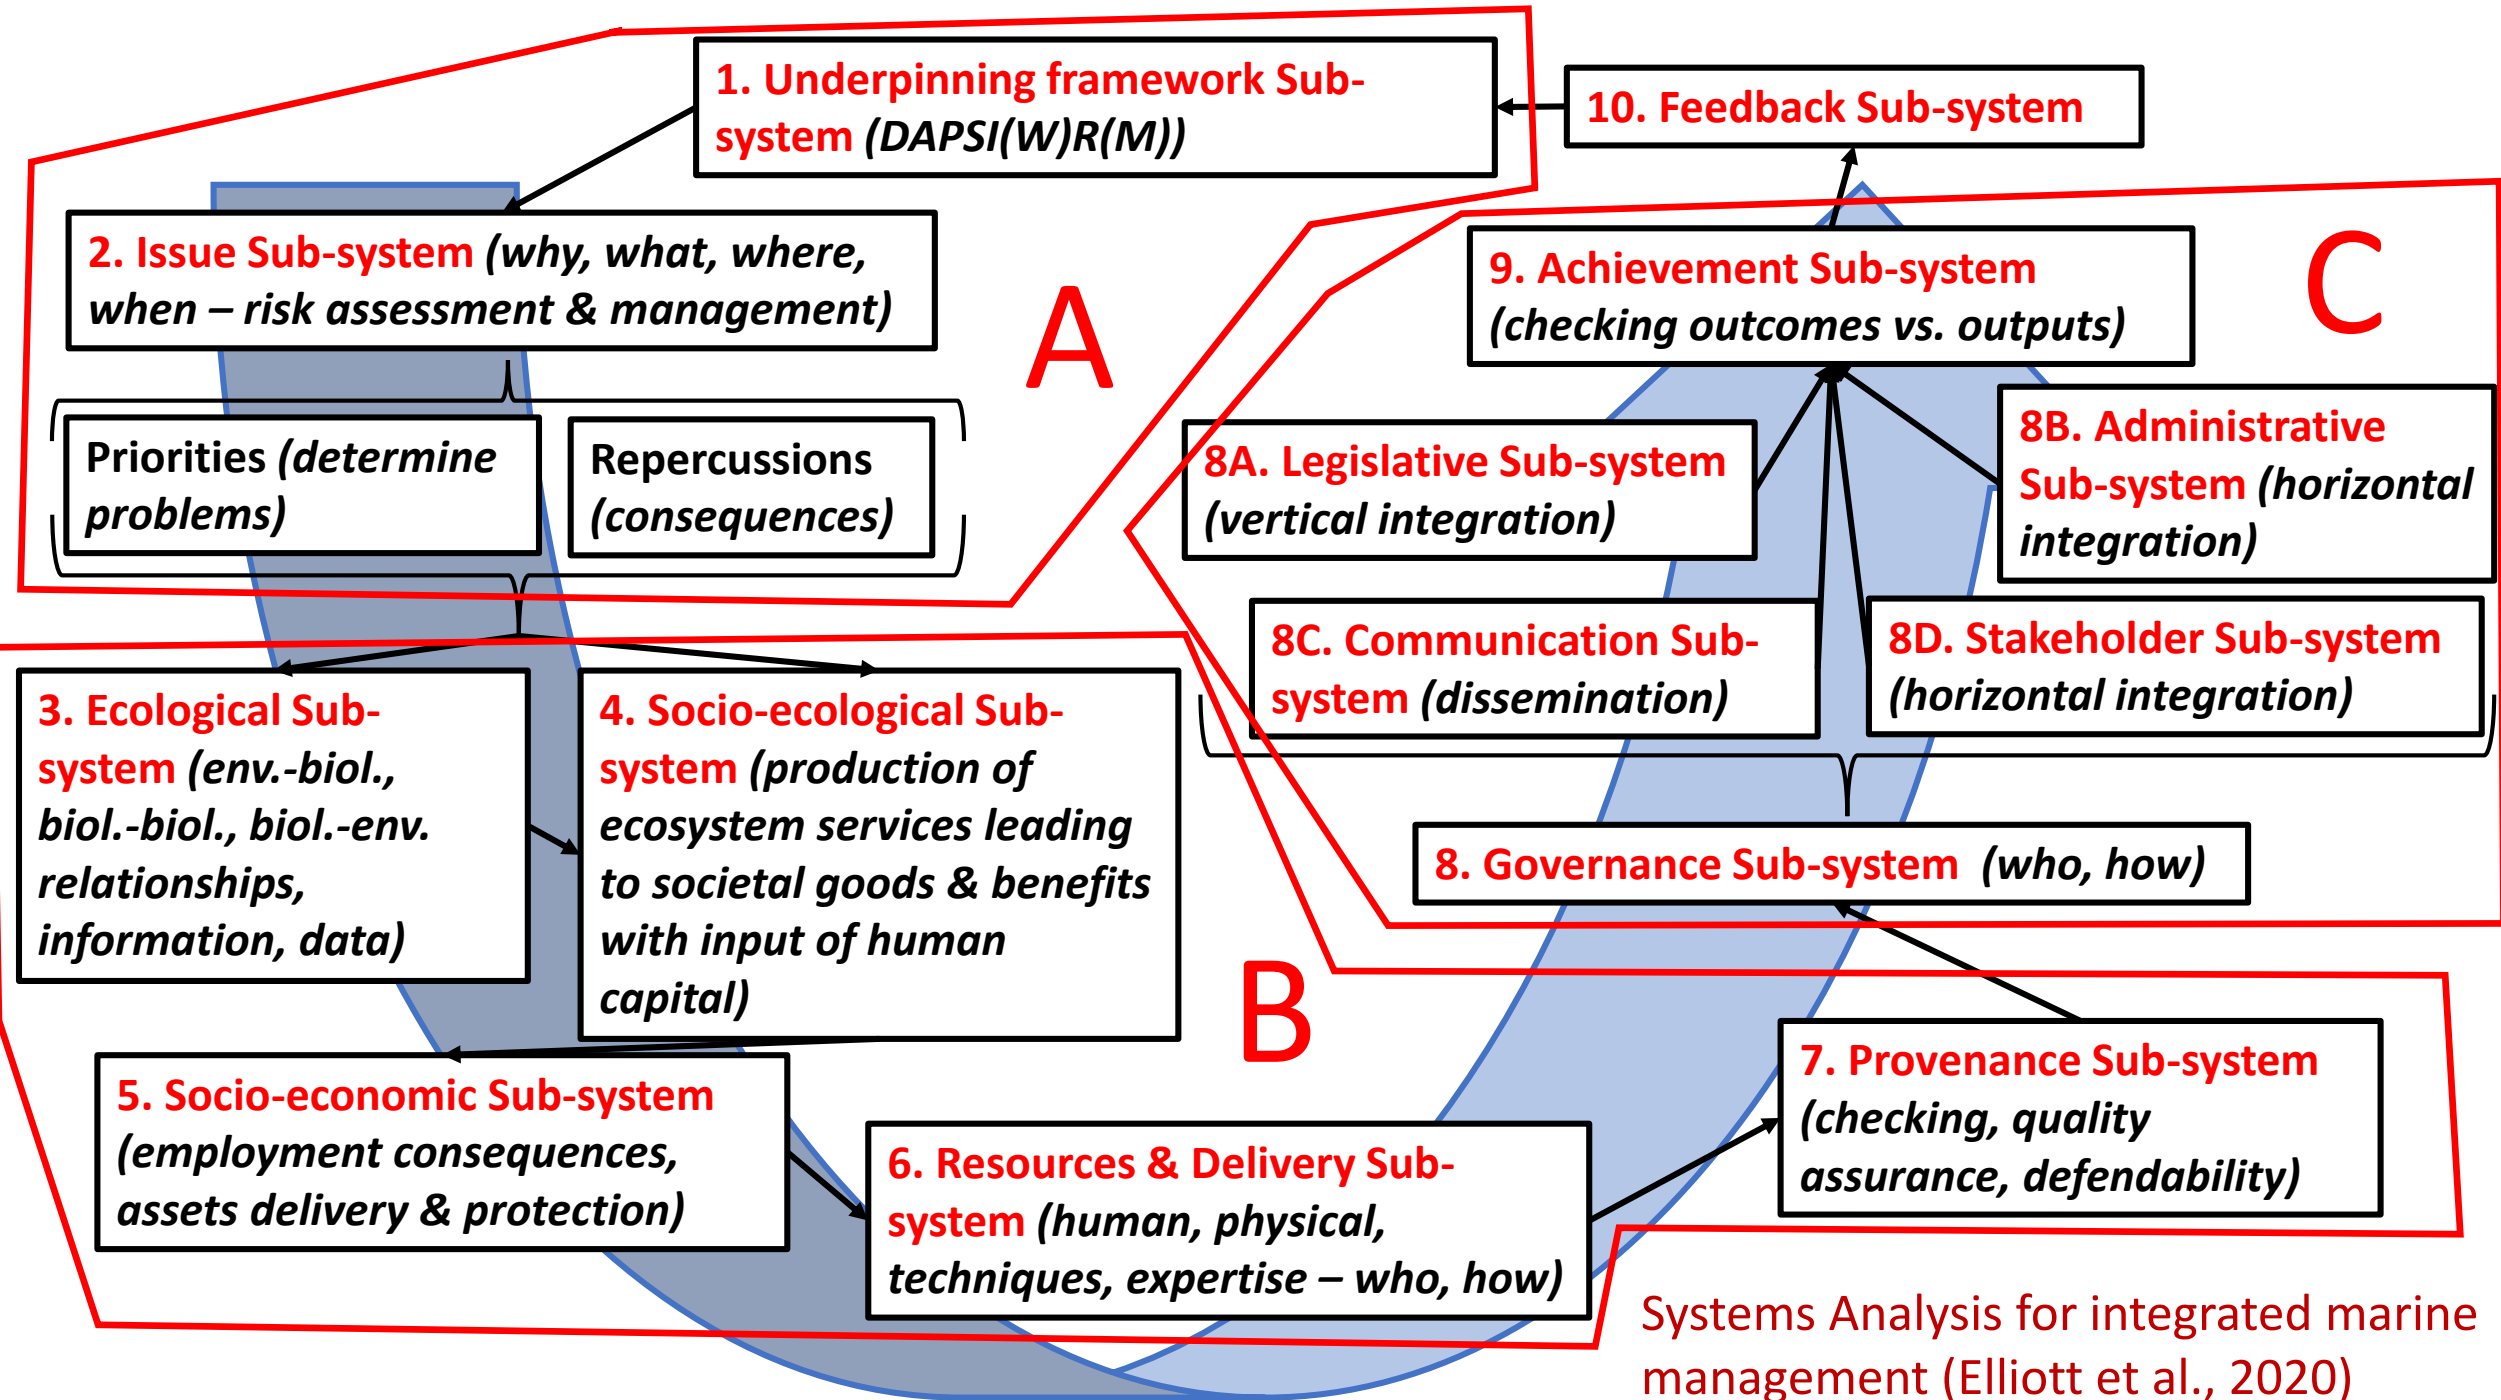 1. Underpinning framework Sub-
system (DAPSI(W)R(M))
10. Feedback Sub-system
2. Issue Sub-system (why, what, where,
when – risk assessment & management)
A
9. Achievement Sub-system
(checking outcomes vs. outputs)
C
Priorities (determine
problems)
Repercussions
(consequences)
8A. Legislative Sub-system
(vertical integration)
8B. Administrative
Sub-system (horizontal
integration)
8C. Communication Sub-
system (dissemination)
8D. Stakeholder Sub-system
(horizontal integration)
3. Ecological Sub-
system (env.-biol.,
biol.-biol., biol.-env.
relationships,
information, data)
4. Socio-ecological Sub-
system (production of
ecosystem services leading
to societal goods & benefits
with input of human
capital)
8. Governance Sub-system (who, how)
B
5. Socio-economic Sub-system
(employment consequences,
assets delivery & protection)
6. Resources & Delivery Sub-
system (human, physical,
techniques, expertise – who, how)
7. Provenance Sub-system
(checking, quality
assurance, defendability)
Systems Analysis for integrated marine
management (Elliott et al., 2020)